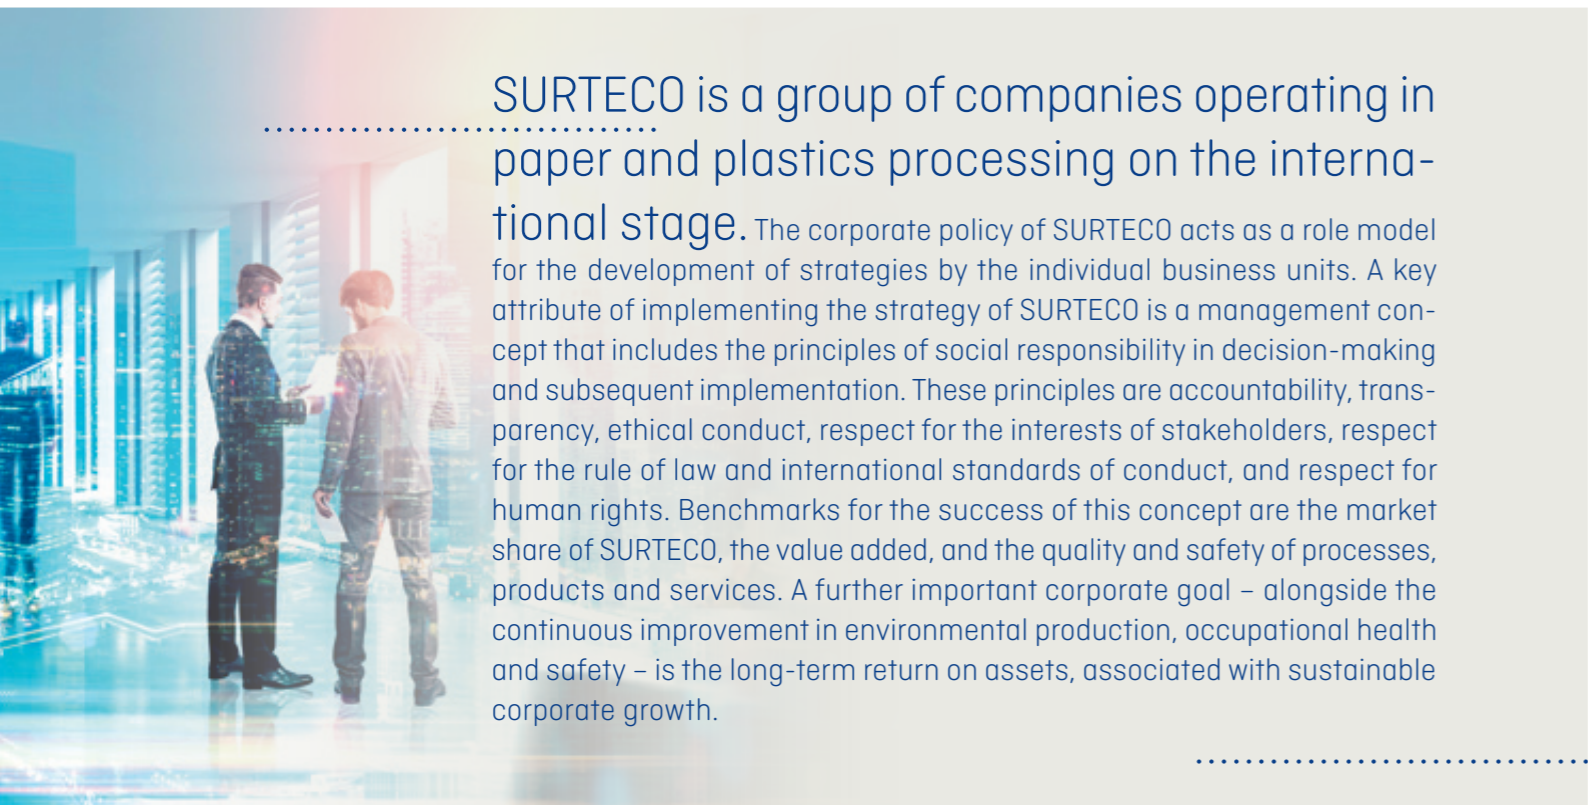 SURTECO is a group of companies operating in
paper and plastics processing on the interna-
tional stage. The corporate policy of SURTECO acts as a role model
for the development of strategies by the individual business units. A key
attribute of implementing the strategy of SURTECO is a management con-
cept that includes the principles of social responsibility in decision-making
and subsequent implementation. These principles are accountability, trans-
parency, ethical conduct, respect for the interests of stakeholders, respect
for the rule of law and international standards of conduct, and respect for
human rights. Benchmarks for the success of this concept are the market
share of SURTECO, the value added, and the quality and safety of processes,
products and services. A further important corporate goal – alongside the
continuous improvement in environmental production, occupational health
and safety – is the long-term return on assets, associated with sustainable
corporate growth.